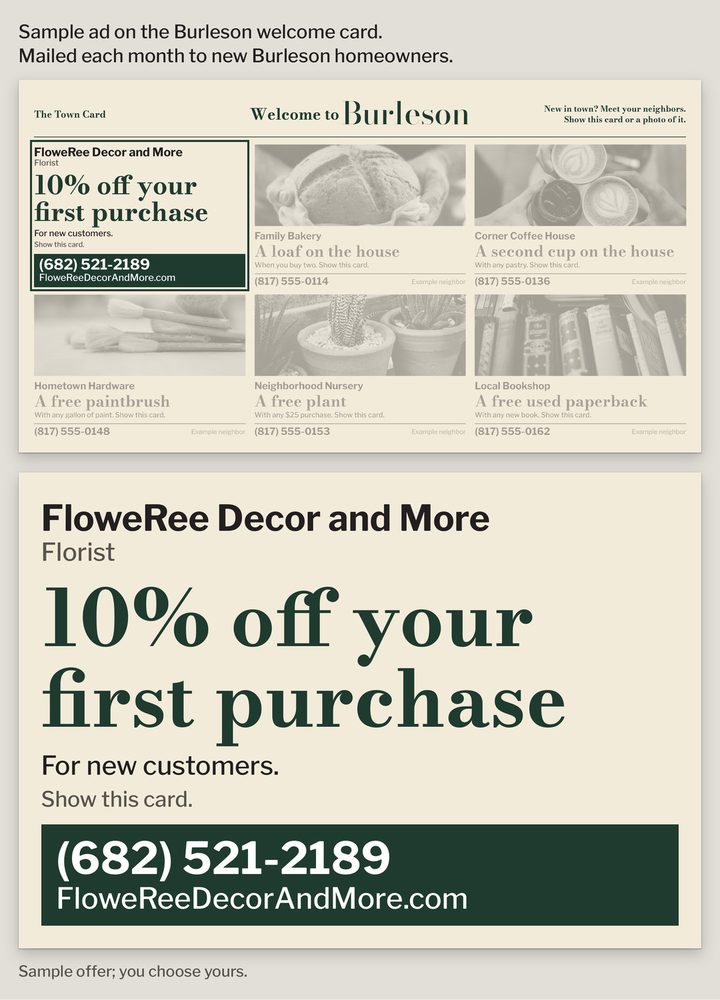 Sample ad on the Burleson welcome card.
Mailed each month to new Burleson homeowners.
The Town Card
Welcome to Burleson
New in town? Meet your neighbors.
Show this card or a photo of it.
FloweRee Decor and More
Florist
10% off your
first purchase
For new customers.
Show this card.
(682) 521-2189
FloweReeDecorAndMore.com
Family Bakery
A loaf on the house
When you buy two. Show this card.
(817) 555-0114
Example neighbor
Corner Coffee House
A second cup on the house
With any pastry. Show this card.
(817) 555-0136
Example neighbor
Hometown Hardware
A free paintbrush
With any gallon of paint. Show this card.
(817) 555-0148
Example neighbor
Neighborhood Nursery
A free plant
With any $25 purchase. Show this card.
(817) 555-0153
Example neighbor
Local Bookshop
A free used paperback
With any new book. Show this card.
(817) 555-0162
Example neighbor
FloweRee Decor and More
Florist
10% off your
first purchase
For new customers.
Show this card.
(682) 521-2189
FloweReeDecorAndMore.com
Sample offer; you choose yours.